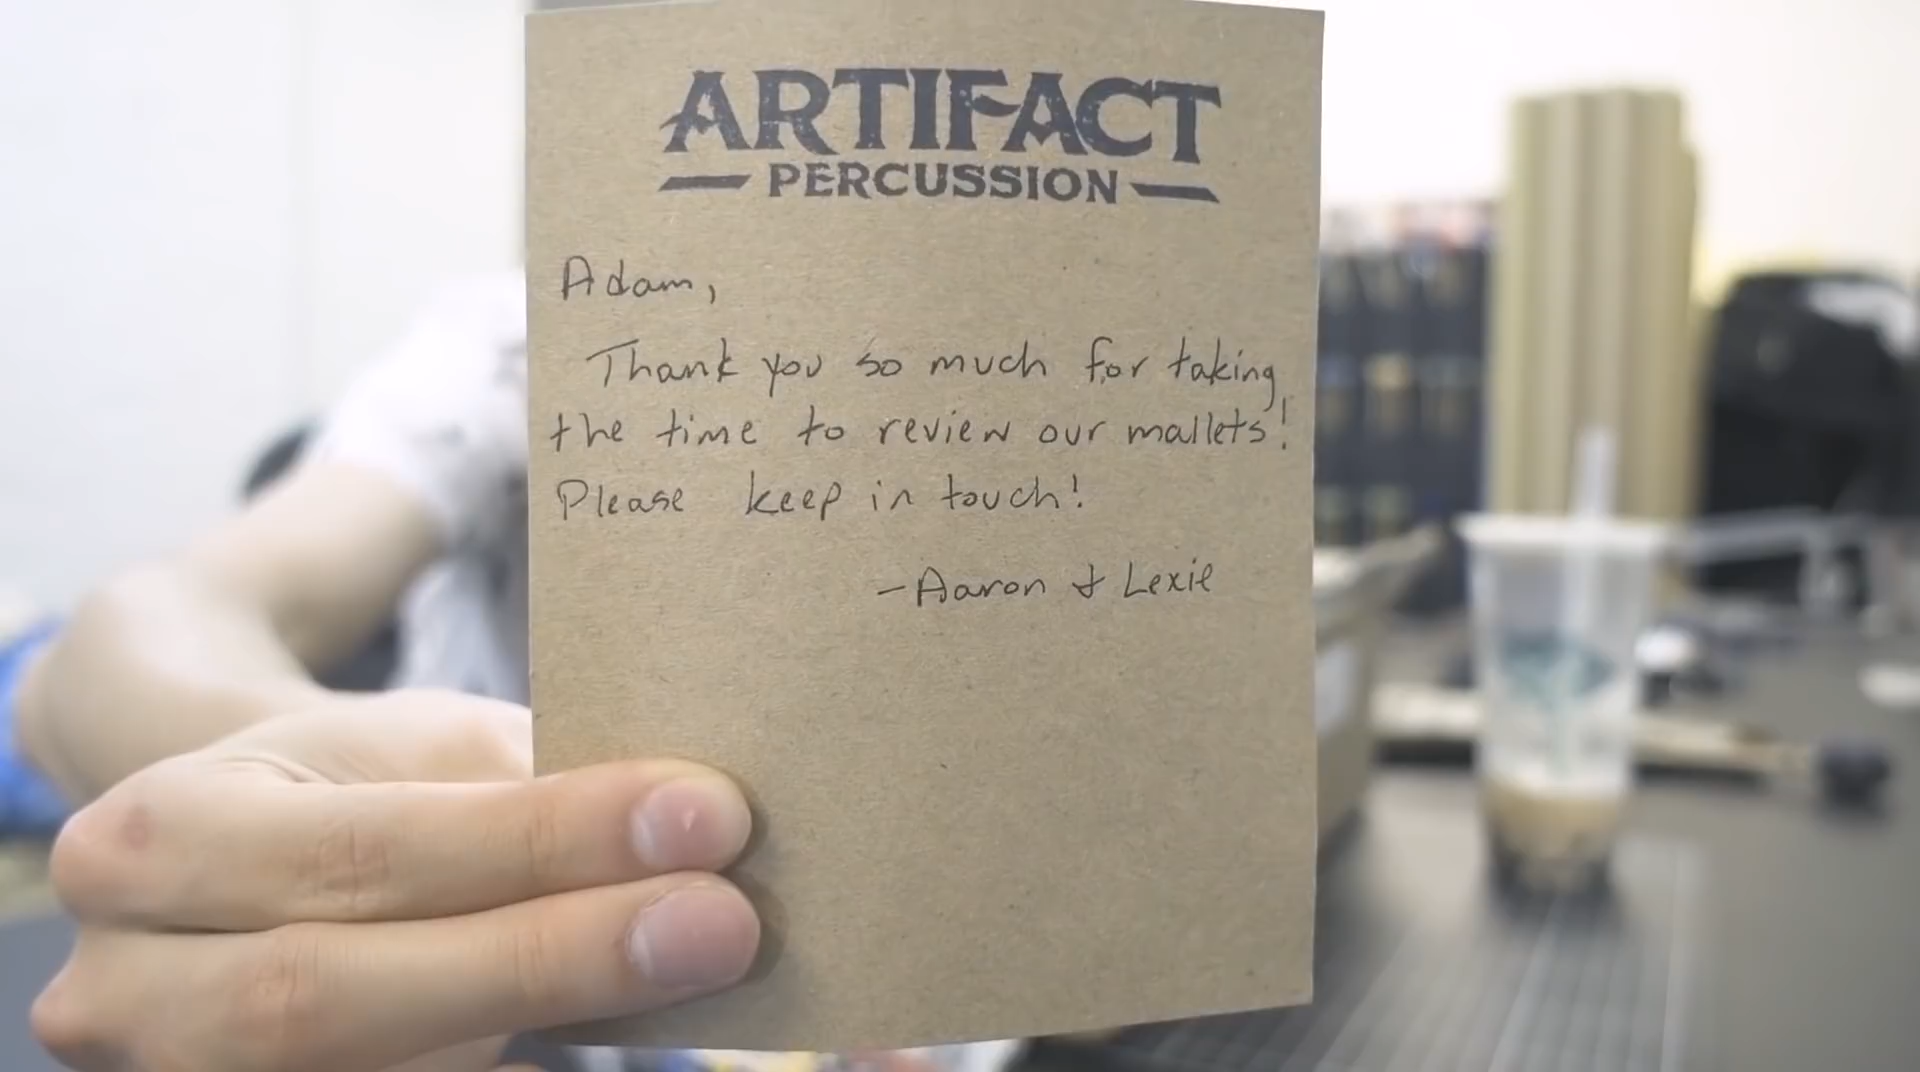 ARTIFACT
PERCUSSION
Adam,
Thank you so much for taking
the time to review our mallets!
Please keep in touch!
-Aaron & Lexie